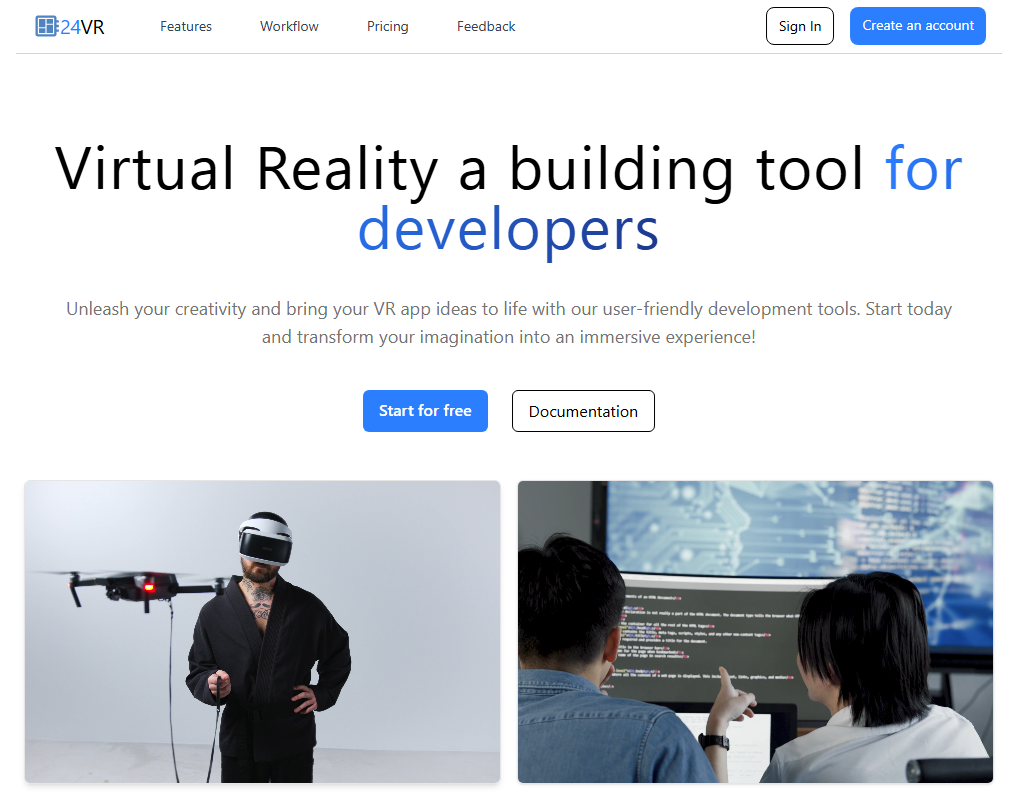 24VR Features Workflow Pricing Feedback Sign In Create an account
Virtual Reality a building tool for
developers
Unleash your creativity and bring your VR app ideas to life with our user-friendly development tools. Start today
and transform your imagination into an immersive experience!
Start for free Documentation